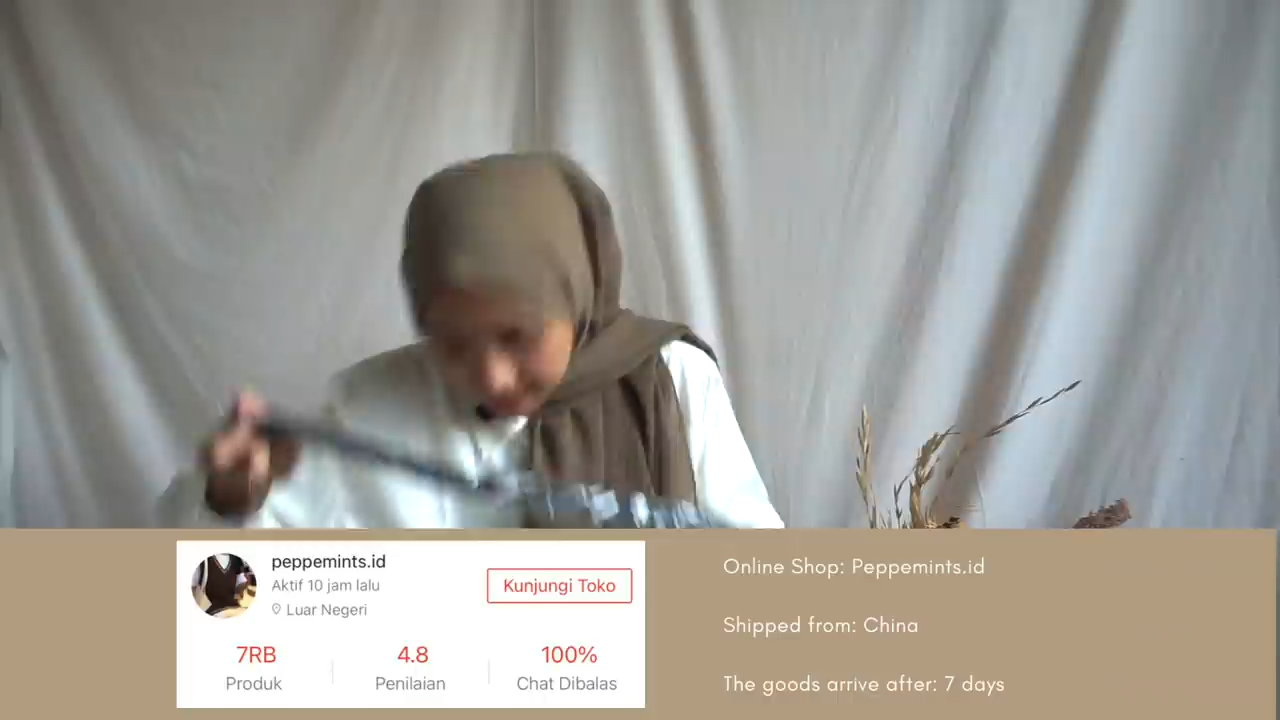 peppemints.id
Aktif 10 jam lalu
Luar Negeri
Kunjungi Toko
7RB
Produk
4.8
Penilaian
100%
Chat Dibalas
Online Shop: Peppemints.id
Shipped from: China
The goods arrive after: 7 days